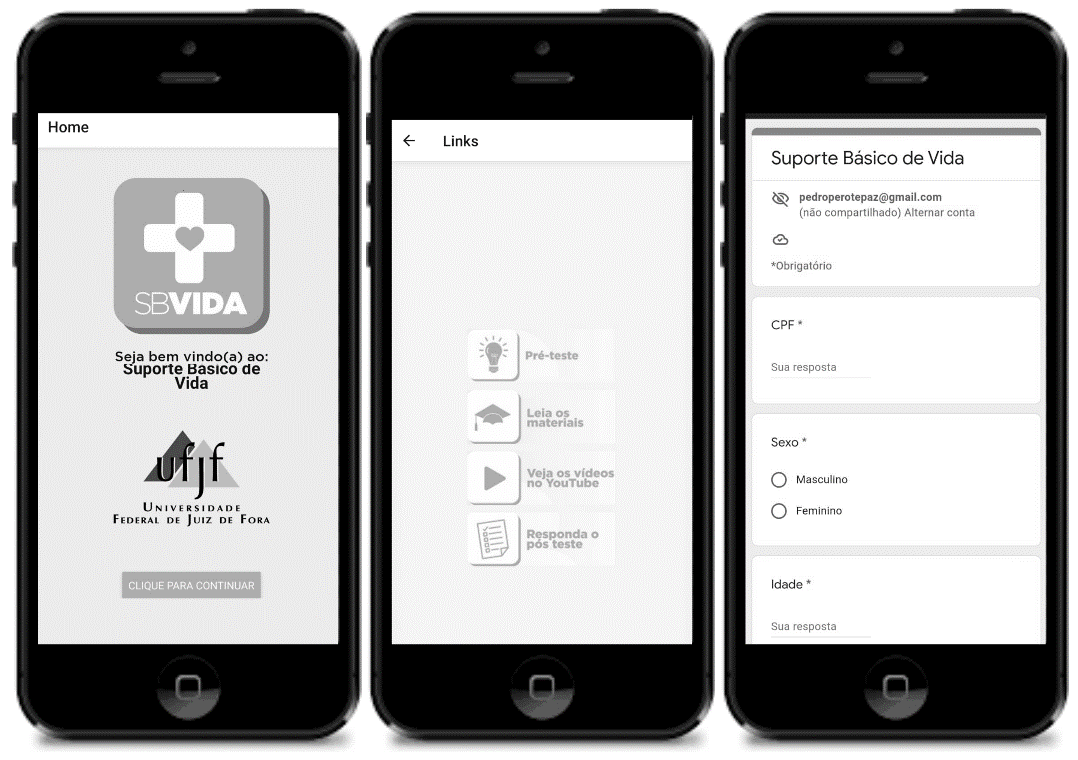 Home
SBVIDA
Seja bem vindo(a) ao:
Suporte Básico de
Vida
ufjf
UNIVERSIDADE
FEDERAL DE JUIZ DE FORA
CLIQUE PARA CONTINUAR
Links
Pré-teste
Leia os
materiais
Veja os vídeos
no YouTube
Responda o
pós teste
Suporte Básico de Vida
pedroperotepaz@gmail.com
(não compartilhado) Alternar conta
*Obrigatório
CPF *
Sua resposta
Sexo *
Masculino
Feminino
Idade *
Sua resposta